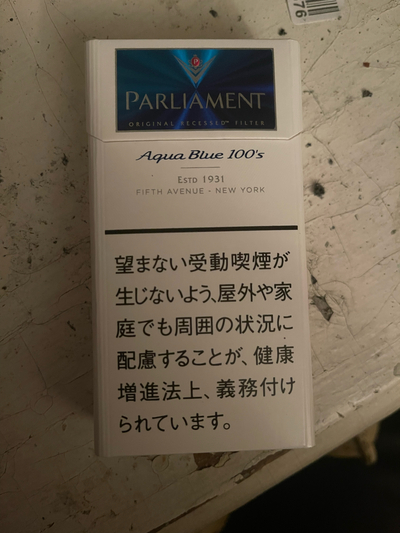 76
PARLIAMENT
ORIGINAL RECESSED™ FILTER
Aqua Blue 100's
ESTD 1931
FIFTH AVENUE • NEW YORK
望まない受動喫煙が
生じないよう、屋外や家
庭でも周囲の状況に
配慮することが、健康
増進法上、義務付け
られています。